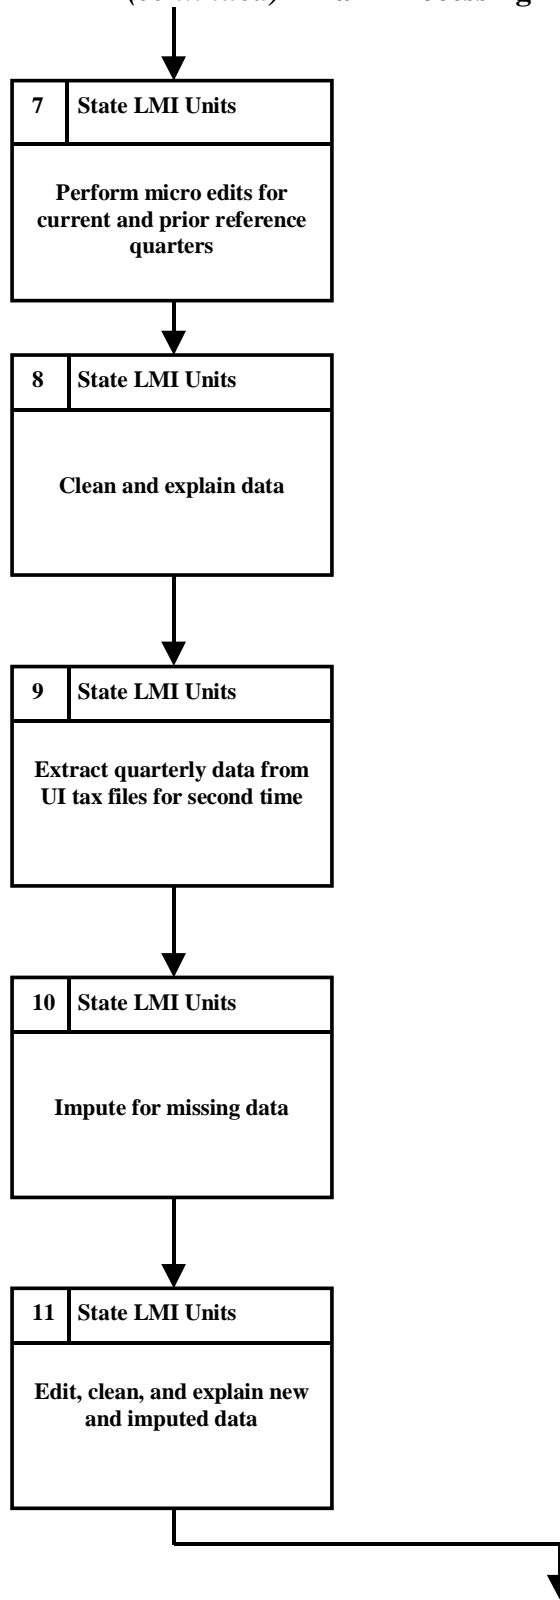 7 State LMI Units
Perform micro edits for
current and prior reference
quarters
8 State LMI Units
Clean and explain data
9 State LMI Units
Extract quarterly data from
UI tax files for second time
10 State LMI Units
Impute for missing data
11 State LMI Units
Edit, clean, and explain new
and imputed data